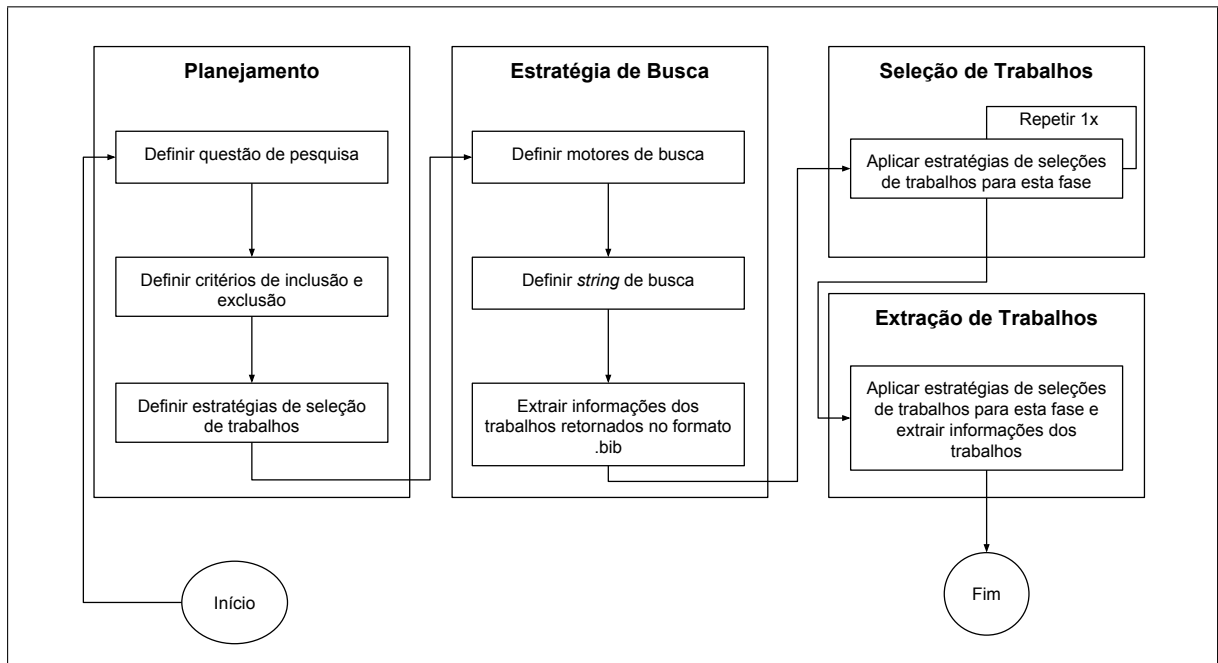 Planejamento
Definir questão de pesquisa
Definir critérios de inclusão e
exclusão
Definir estratégias de seleção
de trabalhos
Início
Estratégia de Busca
Definir motores de busca
Definir string de busca
Extrair informações dos
trabalhos retornados no formato
.bib
Seleção de Trabalhos
Repetir 1x
Aplicar estratégias de seleções
de trabalhos para esta fase
Extração de Trabalhos
Aplicar estratégias de seleções
de trabalhos para esta fase e
extrair informações dos
trabalhos
Fim